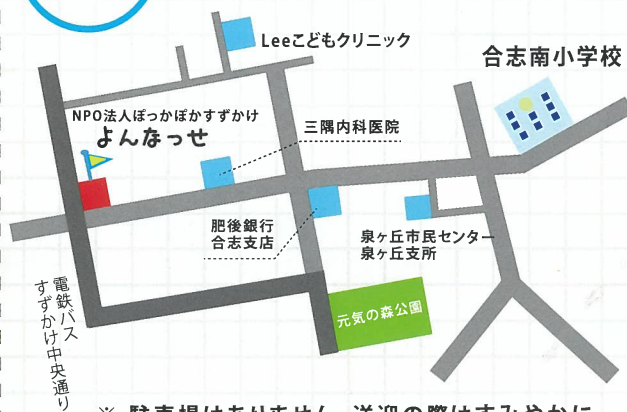 Leeこどもクリニック
合志南小学校
NPO法人ぽっかぽかすずかけ
よんなっせ
三隅内科医院
肥後銀行
合志支店
泉ヶ丘市民センター
泉ヶ丘支所
元気の森公園
電鉄バス
すずかけ中央通り
※ 駐車場はありません。送迎の際はすみやかに